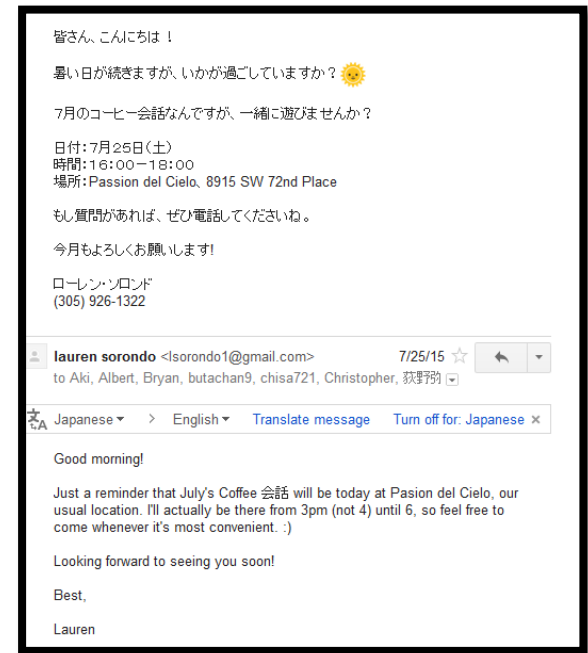 皆さん、こんにちは！
暑い日が続きますが、いかが過ごしていますか？🌞
7月のコーヒー会話なんですが、一緒に遊びませんか？
日付:7月25日(土)
時間:16:00-18:00
場所:Passion del Cielo、8915 SW 72nd Place
もし質問があれば、ぜひ電話してくださいね。
今月もよろしくお願いします!
ローレン・ソロンド
(305) 926-1322
lauren sorondo <lsorondo1@gmail.com> 7/25/15
to Aki, Albert, Bryan, butachan9, chisa721, Christopher,
Japanese > English Translate message Turn off for: Japanese ×
Good morning!
Just a reminder that July's Coffee 会話 will be today at Pasion del Cielo, our
usual location. I'll actually be there from 3pm (not 4) until 6, so feel free to
come whenever it's most convenient. :)
Looking forward to seeing you soon!
Best,
Lauren